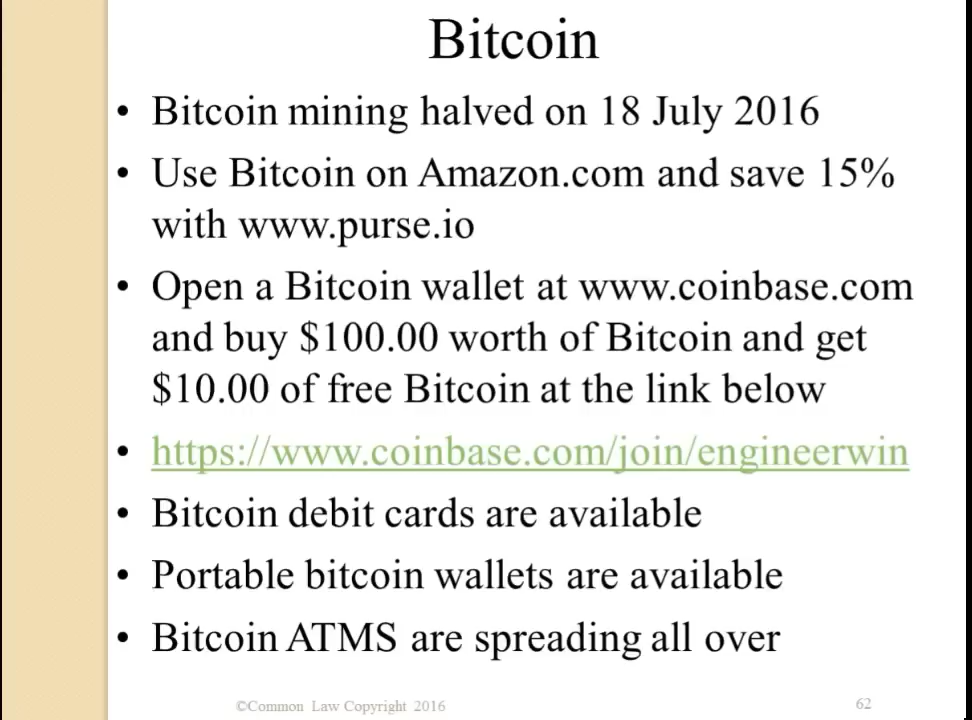 Bitcoin
• Bitcoin mining halved on 18 July 2016
• Use Bitcoin on Amazon.com and save 15%
with www.purse.io
• Open a Bitcoin wallet at www.coinbase.com
and buy $100.00 worth of Bitcoin and get
$10.00 of free Bitcoin at the link below
• https://www.coinbase.com/join/engineerwin
• Bitcoin debit cards are available
• Portable bitcoin wallets are available
• Bitcoin ATMS are spreading all over
©Common Law Copyright 2016
62